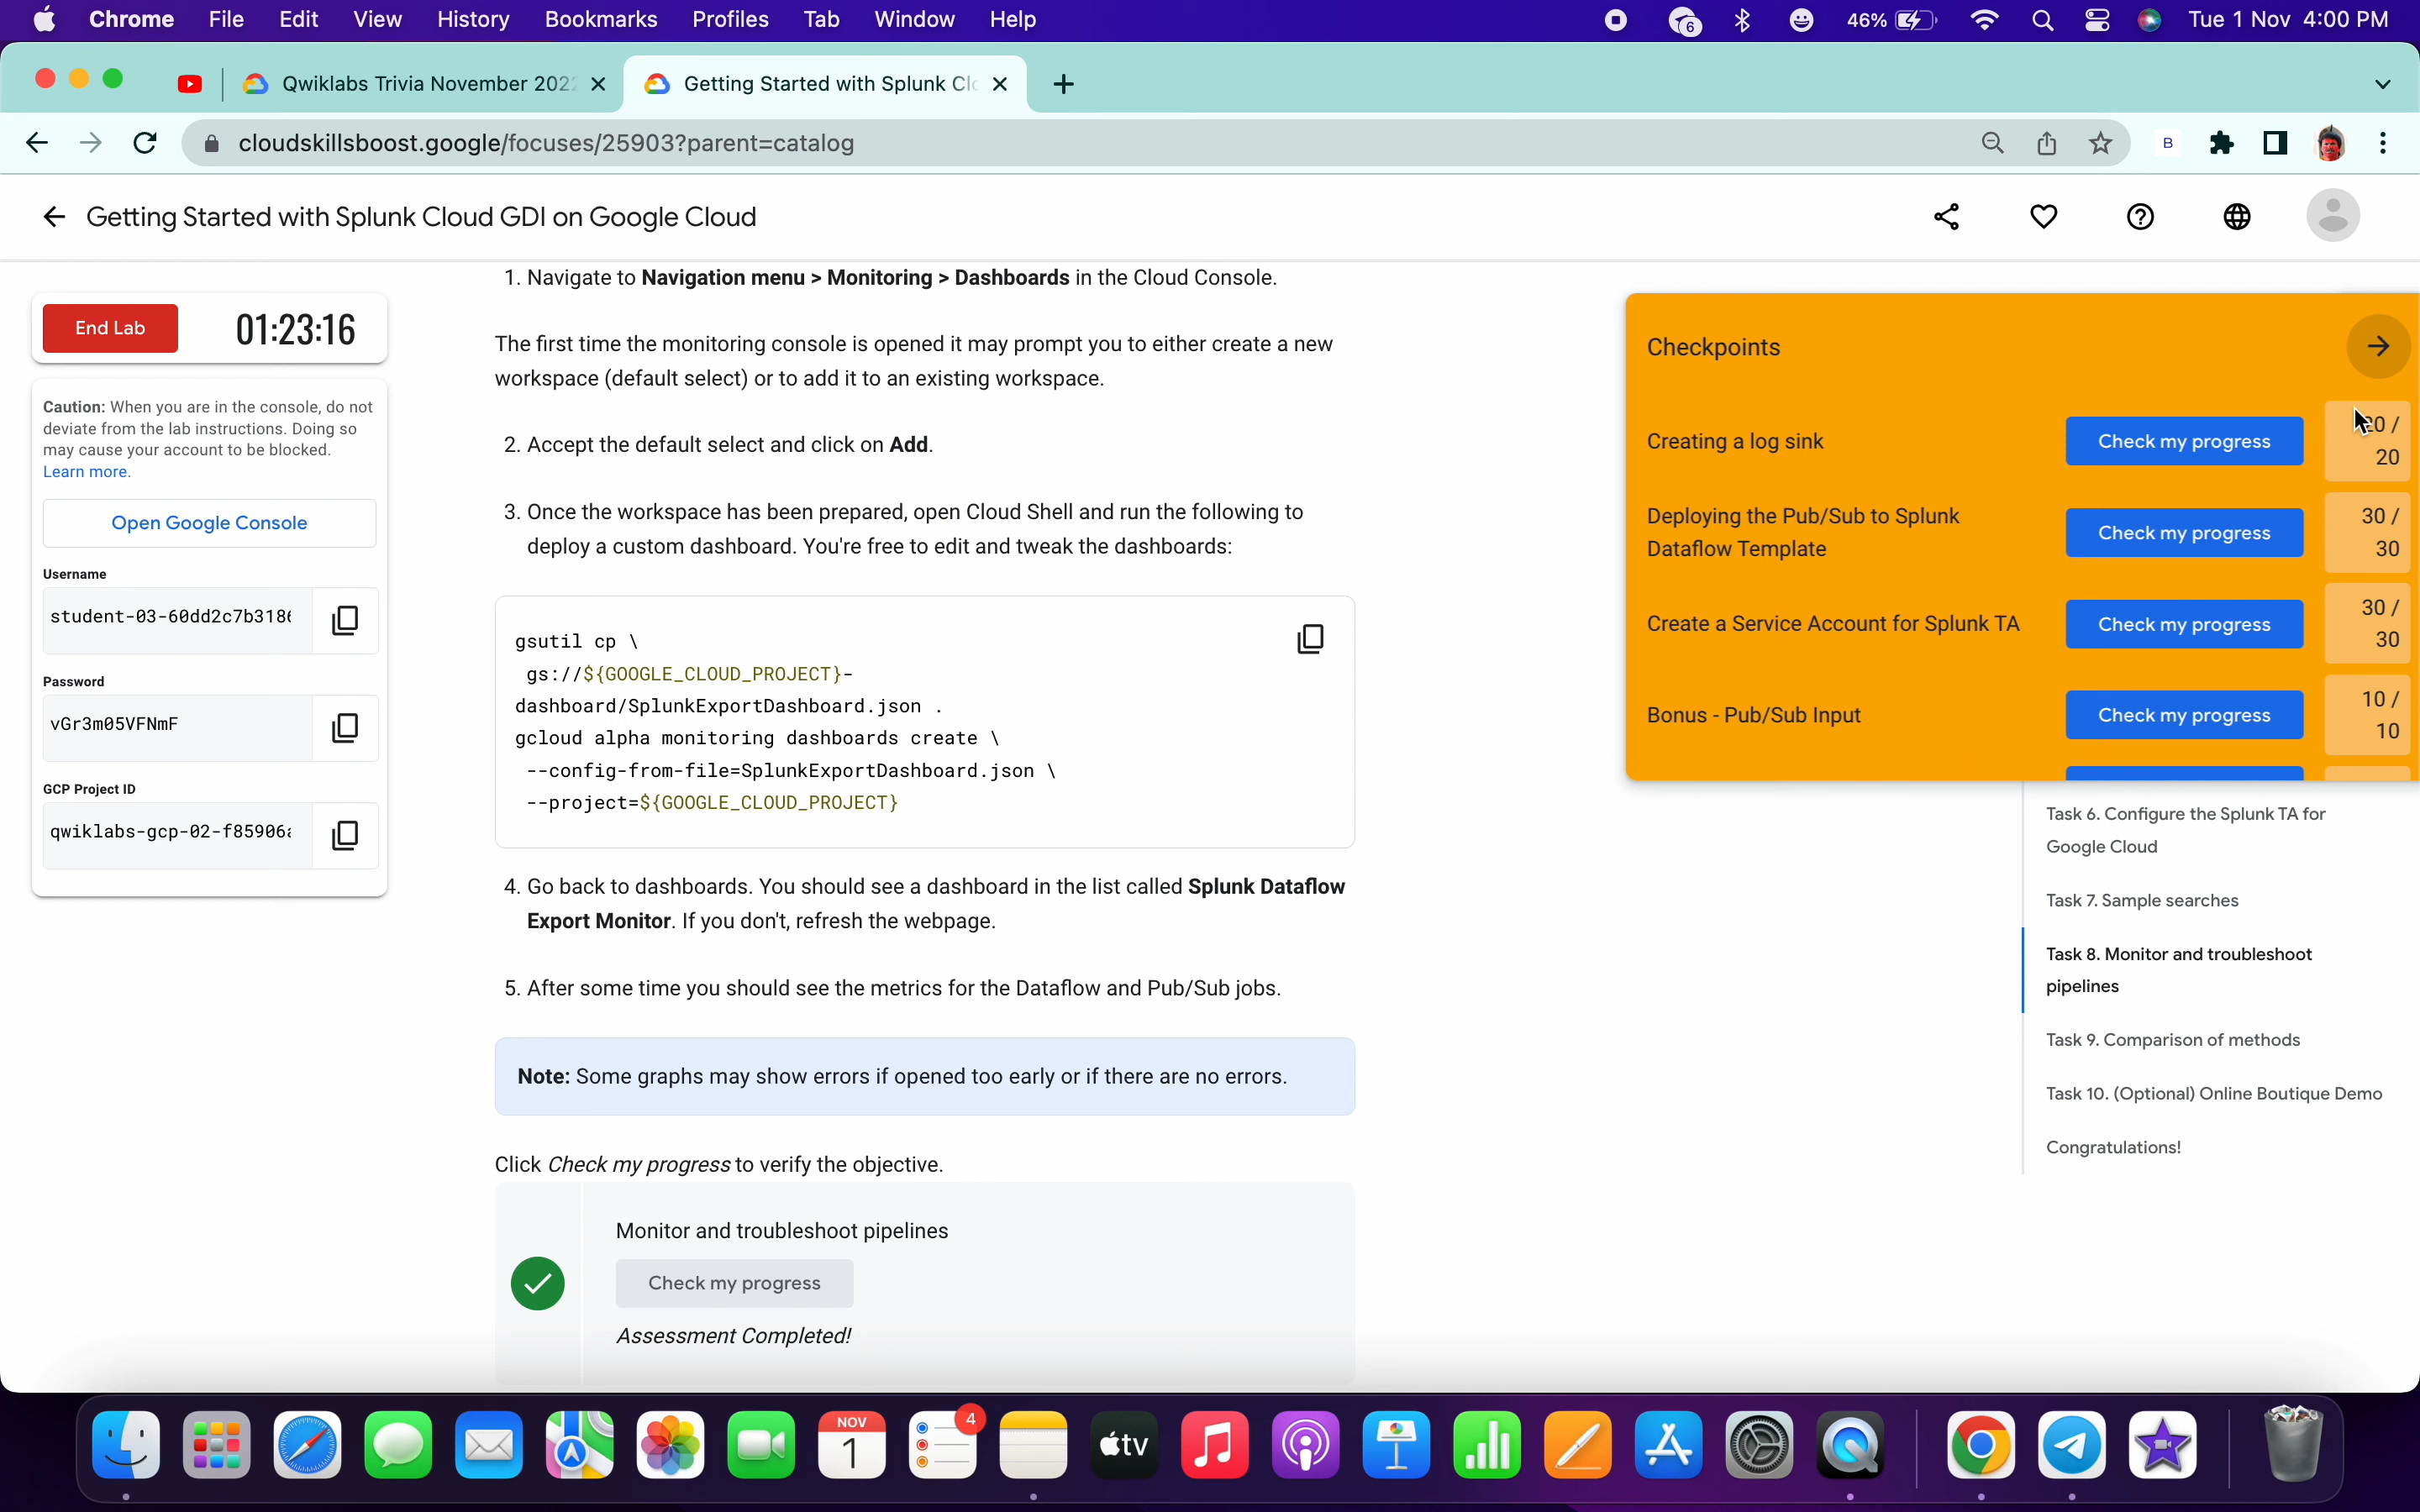 Chrome File Edit View History Bookmarks Profiles Tab Window Help
6 46% Tue 1 Nov 4:00 PM
Qwiklabs Trivia November 202
Getting Started with Splunk Cl
cloudskillsboost.google/focuses/25903?parent=catalog
B
Getting Started with Splunk Cloud GDI on Google Cloud
End Lab 01:23:16
Caution: When you are in the console, do not
deviate from the lab instructions. Doing so
may cause your account to be blocked.
Learn more.
Open Google Console
Username
student-03-60dd2c7b318
Password
vGr3m05VFNmF
GCP Project ID
qwiklabs-gcp-02-f85906
1. Navigate to Navigation menu > Monitoring > Dashboards in the Cloud Console.
The first time the monitoring console is opened it may prompt you to either create a new
workspace (default select) or to add it to an existing workspace.
2. Accept the default select and click on Add.
3. Once the workspace has been prepared, open Cloud Shell and run the following to
deploy a custom dashboard. You're free to edit and tweak the dashboards:
gsutil cp \
gs://${GOOGLE_CLOUD_PROJECT}-
dashboard/SplunkExportDashboard.json .
gcloud alpha monitoring dashboards create \
--config-from-file=SplunkExportDashboard.json \
--project=${GOOGLE_CLOUD_PROJECT}
4. Go back to dashboards. You should see a dashboard in the list called Splunk Dataflow
Export Monitor. If you don't, refresh the webpage.
5. After some time you should see the metrics for the Dataflow and Pub/Sub jobs.
Note: Some graphs may show errors if opened too early or if there are no errors.
Click Check my progress to verify the objective.
Monitor and troubleshoot pipelines
Check my progress
Assessment Completed!
Checkpoints
Creating a log sink
Check my progress
20 /
20
Deploying the Pub/Sub to Splunk
Dataflow Template
Check my progress
30 /
30
Create a Service Account for Splunk TA
Check my progress
30 /
30
Bonus - Pub/Sub Input
Check my progress
10 /
10
Task 6. Configure the Splunk TA for
Google Cloud
Task 7. Sample searches
Task 8. Monitor and troubleshoot
pipelines
Task 9. Comparison of methods
Task 10. (Optional) Online Boutique Demo
Congratulations!
NOV
1
4
tv